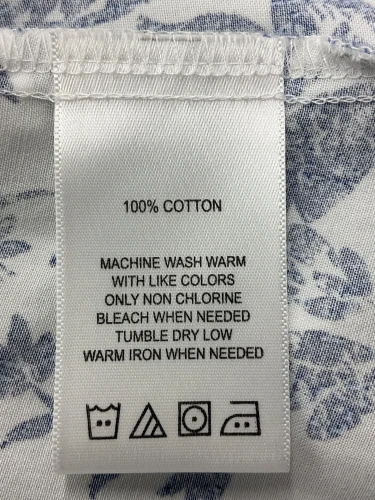 100% COTTON
MACHINE WASH WARM
WITH LIKE COLORS
ONLY NON CHLORINE
BLEACH WHEN NEEDED
TUMBLE DRY LOW
WARM IRON WHEN NEEDED